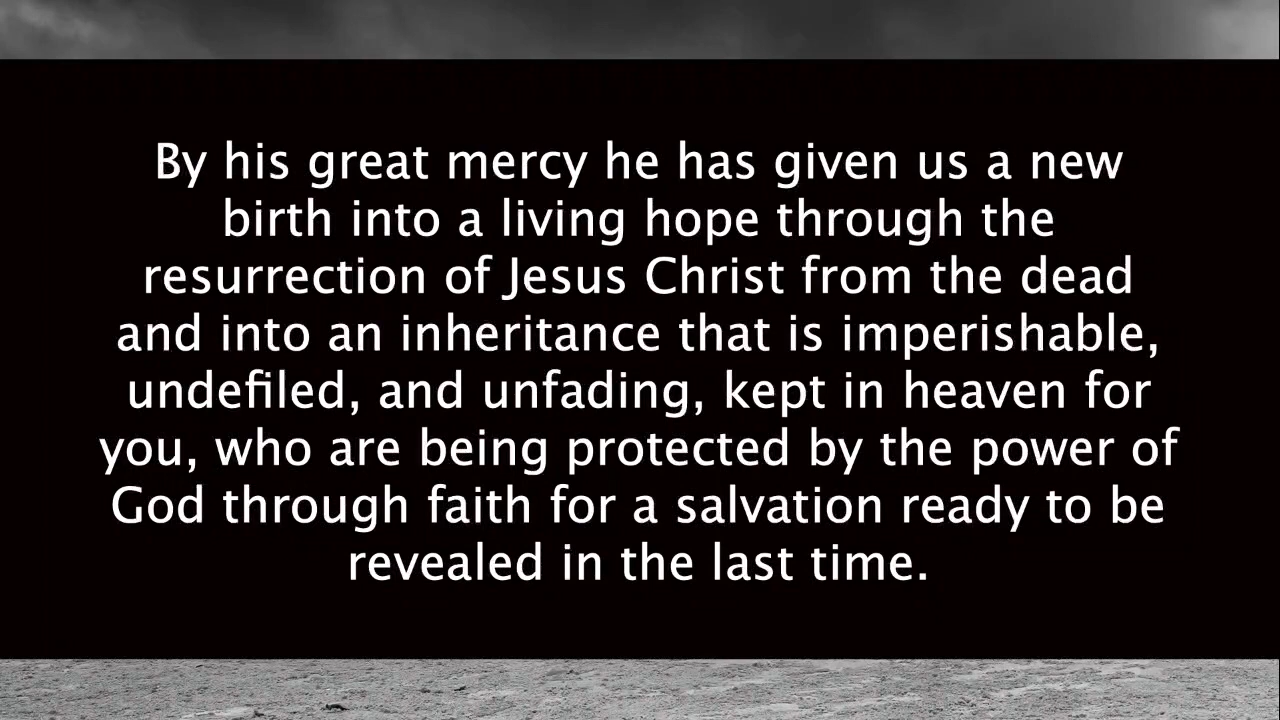 By his great mercy he has given us a new
birth into a living hope through the
resurrection of Jesus Christ from the dead
and into an inheritance that is imperishable,
undefiled, and unfading, kept in heaven for
you, who are being protected by the power of
God through faith for a salvation ready to be
revealed in the last time.